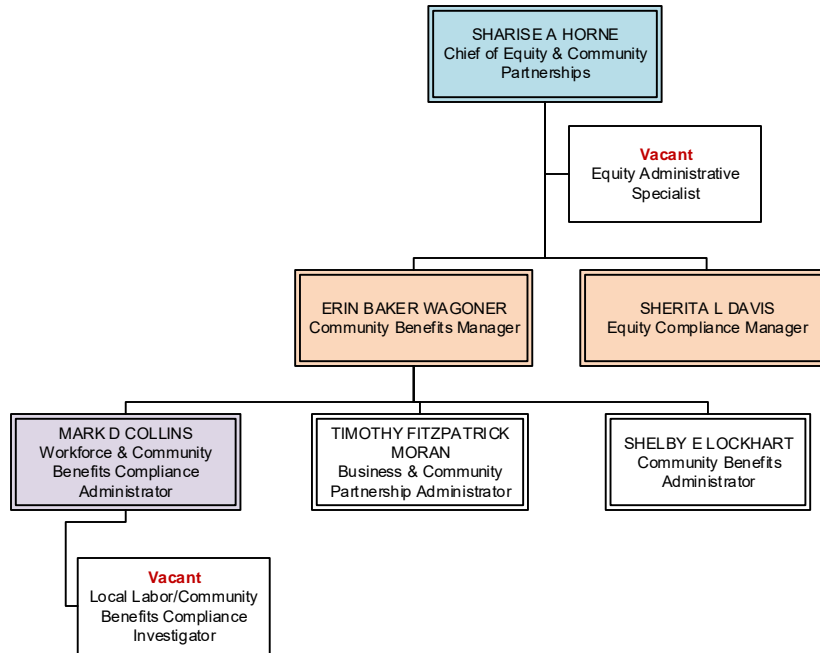 SHARISE A HORNE
Chief of Equity & Community
Partnerships
Vacant
Equity Administrative
Specialist
ERIN BAKER WAGONER
Community Benefits Manager
SHERITA L DAVIS
Equity Compliance Manager
MARK D COLLINS
Workforce & Community
Benefits Compliance
Administrator
TIMOTHY FITZPATRICK
MORAN
Business & Community
Partnership Administrator
SHELBY E LOCKHART
Community Benefits
Administrator
Vacant
Local Labor/Community
Benefits Compliance
Investigator